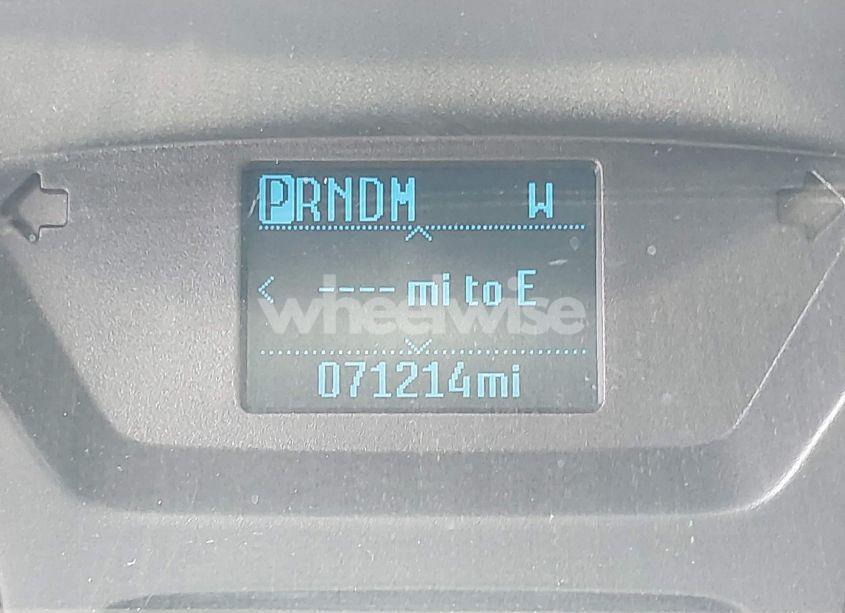 PRNDM W
< ---- mi to E
wheelwise
071214mi